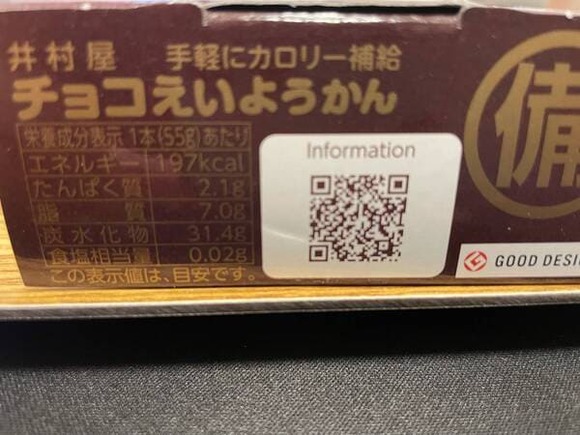 井村屋 手軽にカロリー補給
チョコえいようかん
栄養成分表示 1本(55g)あたり
エネルギー 197kcal
たんぱく質 2.1g
脂質 7.0g
炭水化物 31.4g
食塩相当量 0.02g
この表示値は、目安です。
Information
備
GOOD DESI